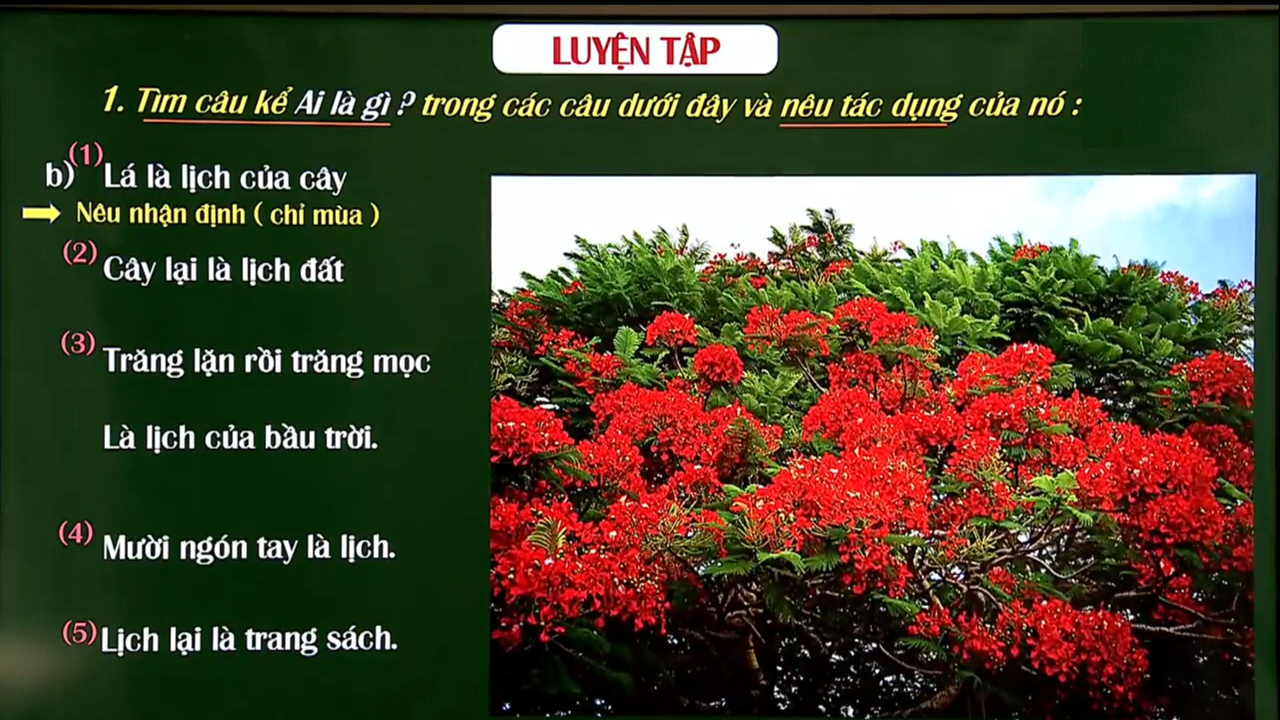 LUYỆN TẬP
1. Tìm câu kể Ai là gì ? trong các câu dưới đây và nêu tác dụng của nó :
b) (1) Lá là lịch của cây
Nêu nhận định ( chỉ mùa )
(2) Cây lại là lịch đất
(3) Trăng lặn rồi trăng mọc
Là lịch của bầu trời.
(4) Mười ngón tay là lịch.
(5) Lịch lại là trang sách.